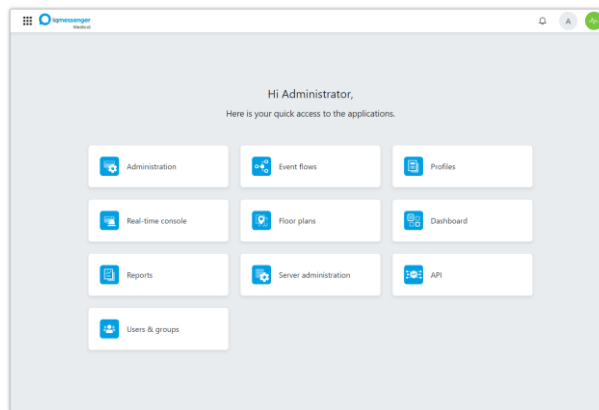 iqmessenger
Medical
A
Hi Administrator,
Here is your quick access to the applications.
Administration
Event flows
Profiles
Real-time console
Floor plans
Dashboard
Reports
Server administration
API
Users & groups